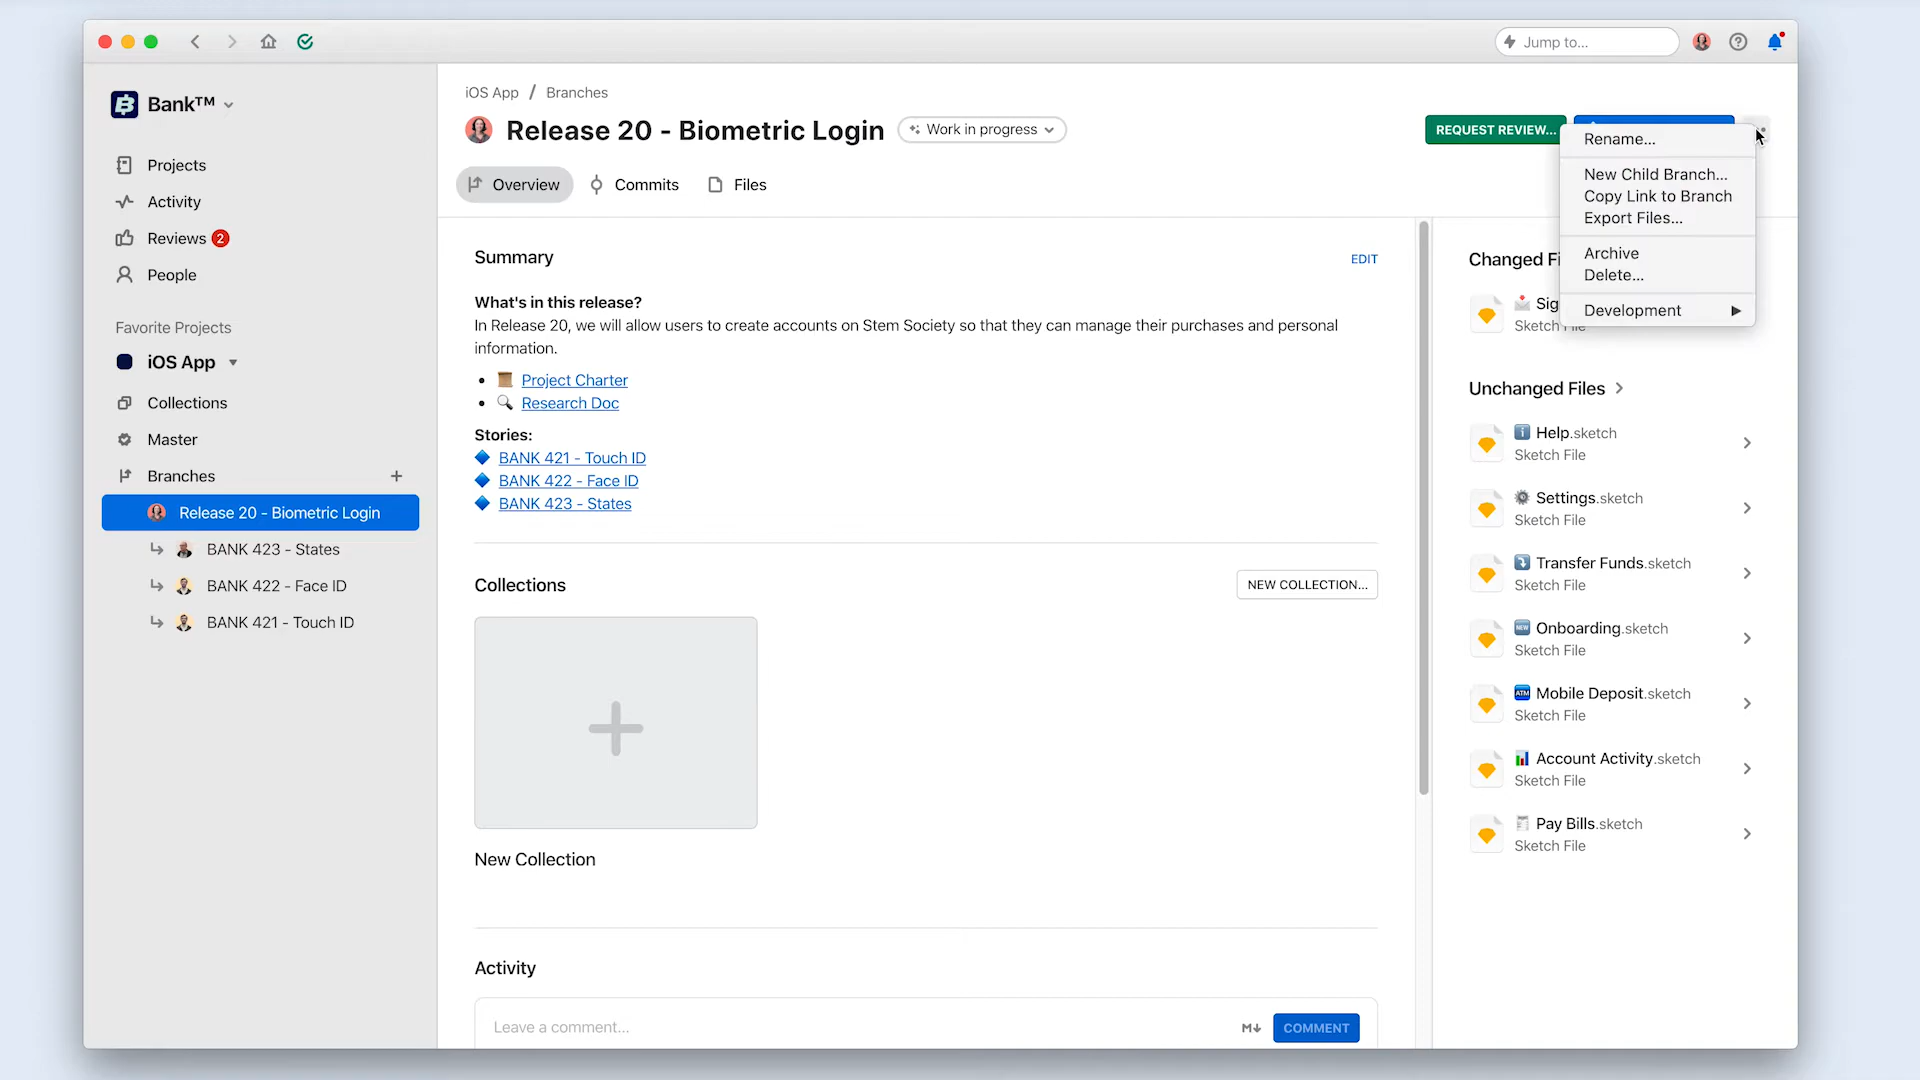 Jump to...
Bank™
Projects
Activity
Reviews 2
People
Favorite Projects
iOS App
Collections
Master
Branches
Release 20 - Biometric Login
BANK 423 - States
BANK 422 - Face ID
BANK 421 - Touch ID
iOS App / Branches
Release 20 - Biometric Login
Work in progress
REQUEST REVIEW...
Overview
Commits
Files
Rename...
New Child Branch...
Copy Link to Branch
Export Files...
Archive
Delete...
Development
Summary
EDIT
What's in this release?
In Release 20, we will allow users to create accounts on Stem Society so that they can manage their purchases and personal
information.
Project Charter
Research Doc
Stories:
BANK 421 - Touch ID
BANK 422 - Face ID
BANK 423 - States
Collections
NEW COLLECTION...
New Collection
Activity
Leave a comment...
M↓
COMMENT
Changed
Sketch
Unchanged Files
Help.sketch
Sketch File
Settings.sketch
Sketch File
Transfer Funds.sketch
Sketch File
NEW
Onboarding.sketch
Sketch File
ATM
Mobile Deposit.sketch
Sketch File
Account Activity.sketch
Sketch File
Pay Bills.sketch
Sketch File